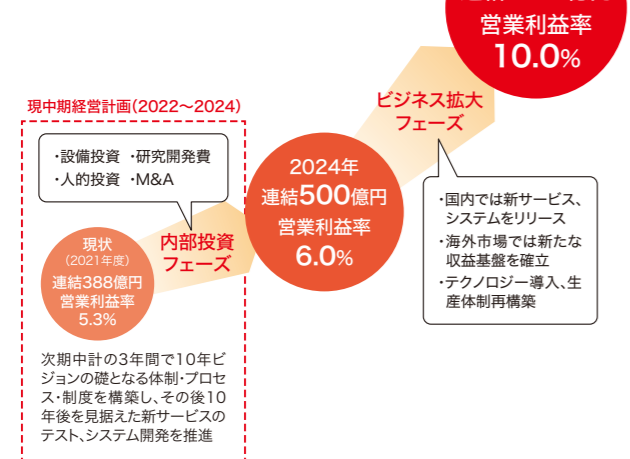 営業利益率
10.0%
ビジネス拡大
フェーズ
現中期経営計画(2022〜2024)
・設備投資 ・研究開発費
・人的投資 ・M&A
2024年
連結500億円
営業利益率
6.0%
・国内では新サービス、
システムをリリース
・海外市場では新たな
収益基盤を確立
・テクノロジー導入、生
産体制再構築
内部投資
フェーズ
現状
(2021年度)
連結388億円
営業利益率
5.3%
次期中計の3年間で10年ビ
ジョンの礎となる体制・プロセ
ス・制度を構築し、その後10
年後を見据えた新サービスの
テスト、システム開発を推進